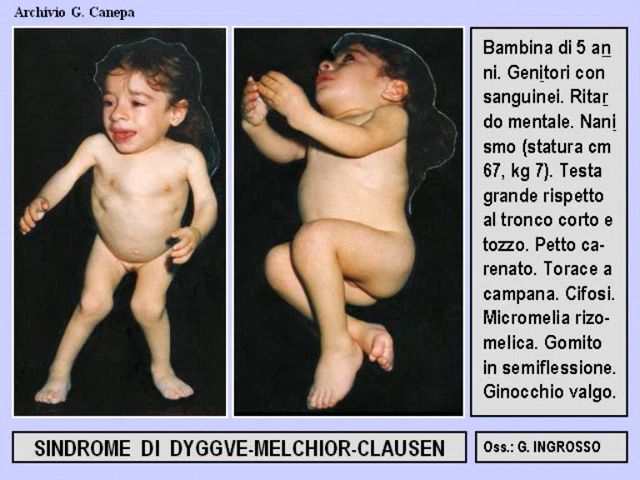 Archivio G. Canepa
Bambina di 5 an
ni. Genitori con
sanguinei. Ritar
do mentale. Nani
smo (statura cm
67, kg 7). Testa
grande rispetto
al tronco corto e
tozzo. Petto ca-
renato. Torace a
campana. Cifosi.
Micromelia rizo-
melica. Gomito
in semiflessione.
Ginocchio valgo.
SINDROME DI DYGGVE-MELCHIOR-CLAUSEN
Oss.: G. INGROSSO